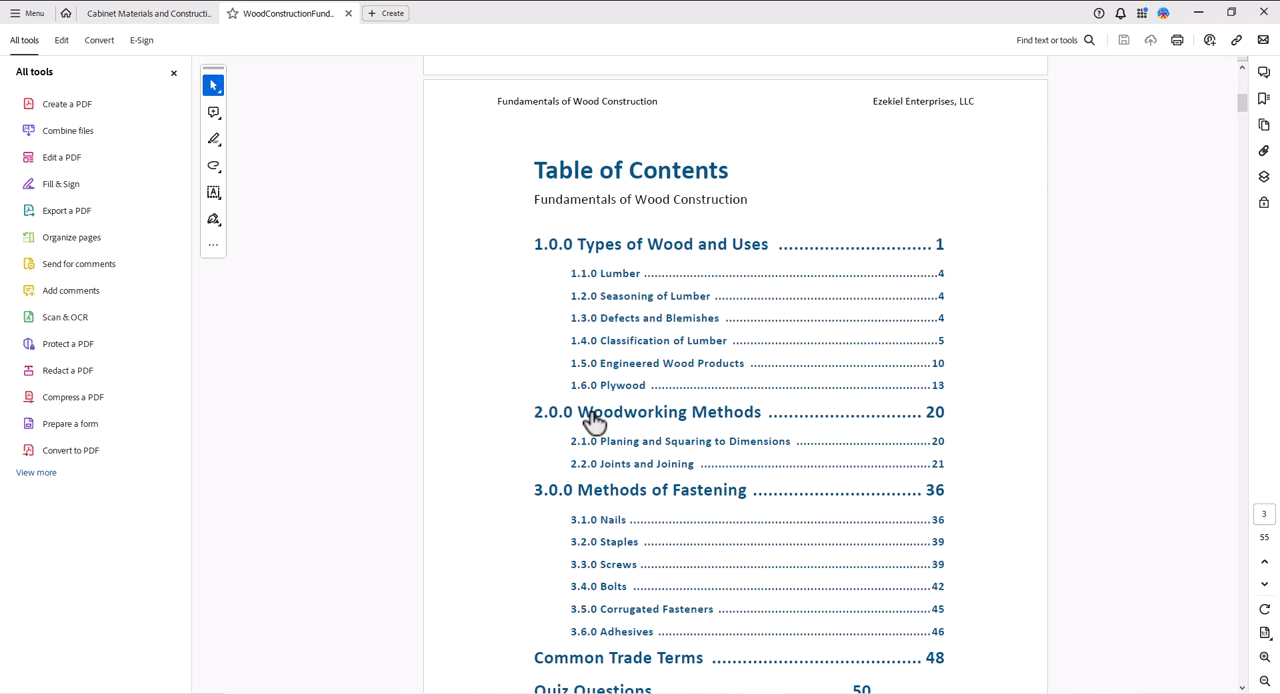 Menu
Cabinet Materials and Constructi...
WoodConstructionFund...
Create
All tools
Edit
Convert
E-Sign
Find text or tools
All tools
Create a PDF
Combine files
Edit a PDF
Fill & Sign
Export a PDF
Organize pages
Send for comments
Add comments
Scan & OCR
Protect a PDF
Redact a PDF
Compress a PDF
Prepare a form
Convert to PDF
View more
Fundamentals of Wood Construction
Ezekiel Enterprises, LLC
Table of Contents
Fundamentals of Wood Construction
1.0.0 Types of Wood and Uses .............................. 1
1.1.0 Lumber ..........................................................................4
1.2.0 Seasoning of Lumber ........................................................4
1.3.0 Defects and Blemishes ......................................................4
1.4.0 Classification of Lumber ....................................................5
1.5.0 Engineered Wood Products .............................................10
1.6.0 Plywood ......................................................................13
2.0.0 Woodworking Methods .............................. 20
2.1.0 Planing and Squaring to Dimensions ..................................20
2.2.0 Joints and Joining ..........................................................21
3.0.0 Methods of Fastening ................................. 36
3.1.0 Nails ...........................................................................36
3.2.0 Staples ........................................................................39
3.3.0 Screws .........................................................................39
3.4.0 Bolts ...........................................................................42
3.5.0 Corrugated Fasteners .....................................................45
3.6.0 Adhesives ....................................................................46
Common Trade Terms ........................................ 48
Quiz Questions 50
3
55